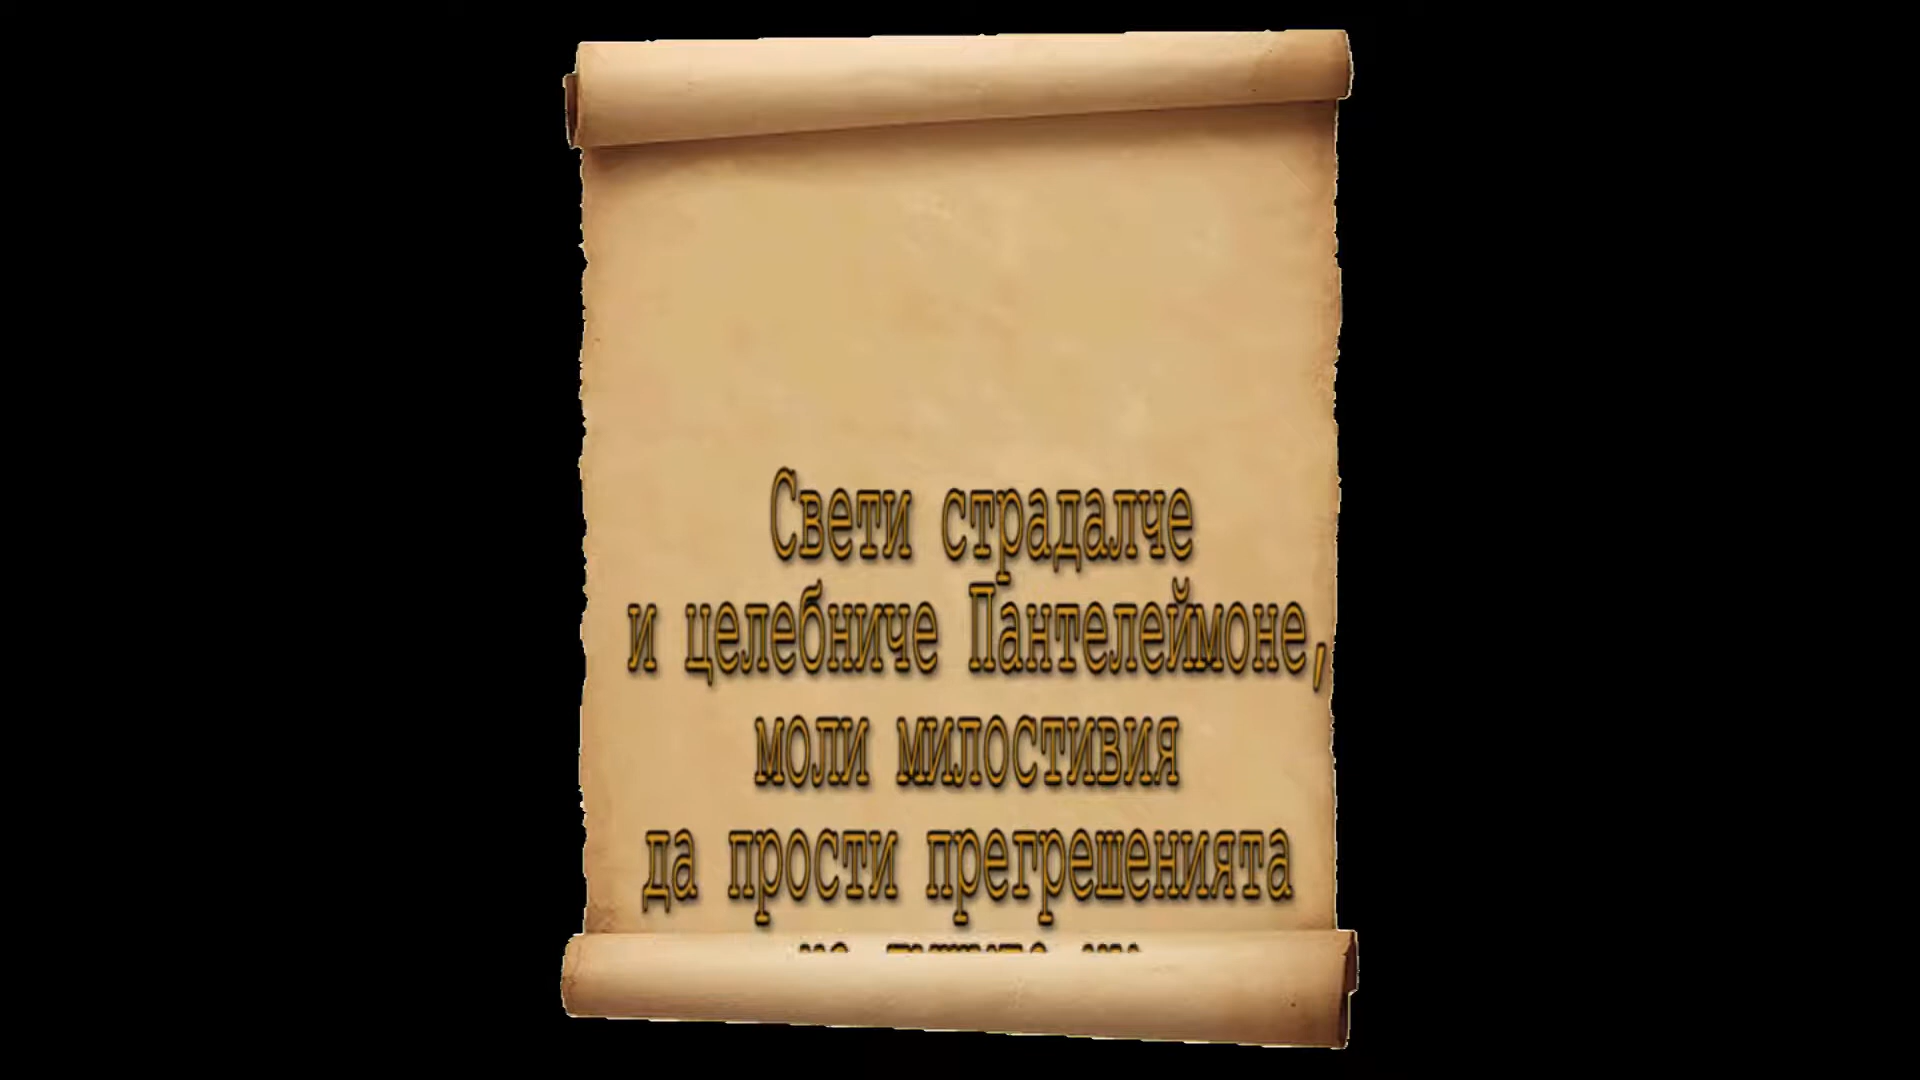 Свети страдалче
и целебниче Пантелеймоне,
моли милостивия
да прости прегрешенията